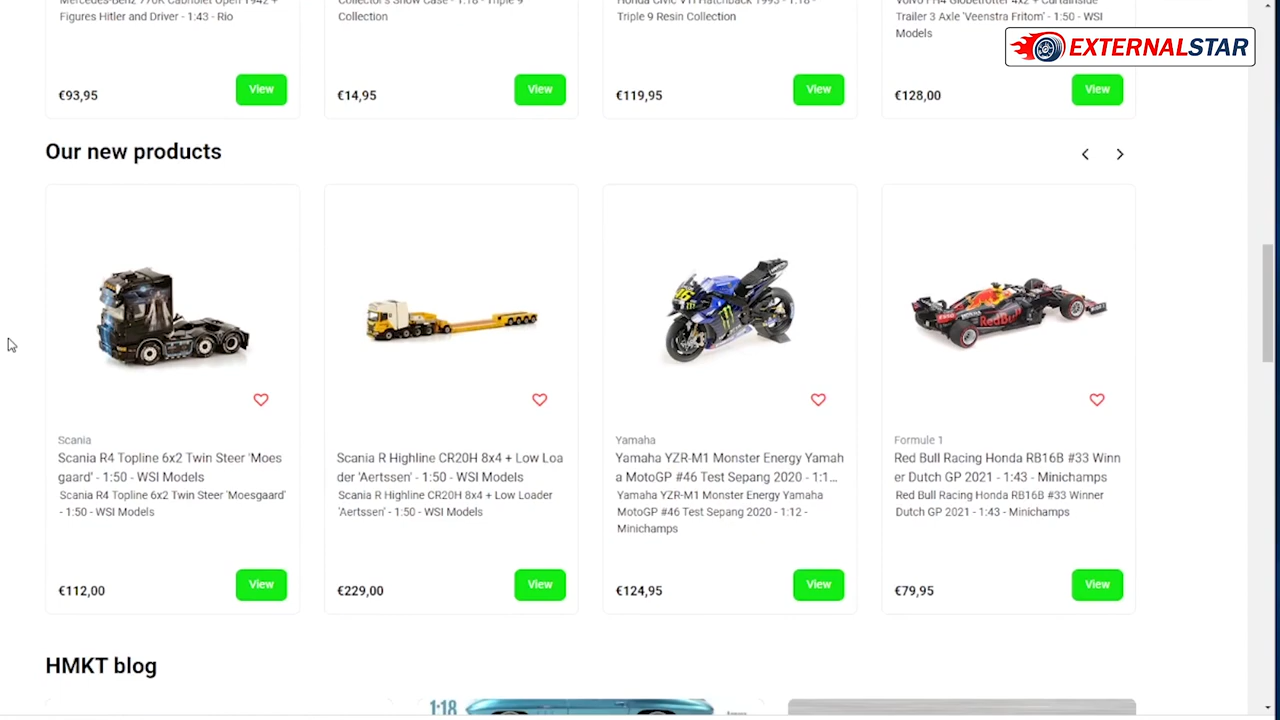 Mercedes-Benz 770K Cabriolet Open 1942 +
Figures Hitler and Driver - 1:43 - Rio
€93,95
View
Collector's Show Case - 1:18 - Triple 9
Collection
€14,95
View
Honda Civic VTi Hatchback 1993 - 1:18 -
Triple 9 Resin Collection
€119,95
View
Volvo FH4 Globetrotter 4x2 + Curtainside
Trailer 3 Axle 'Veenstra Fritom' - 1:50 - WSI
Models
€128,00
View
EXTERNALSTAR
Our new products
Scania
Scania R4 Topline 6x2 Twin Steer 'Moes
gaard' - 1:50 - WSI Models
Scania R4 Topline 6x2 Twin Steer 'Moesgaard'
- 1:50 - WSI Models
€112,00
View
Scania R Highline CR20H 8x4 + Low Loa
der 'Aertssen' - 1:50 - WSI Models
Scania R Highline CR20H 8x4 + Low Loader
'Aertssen' - 1:50 - WSI Models
€229,00
View
Yamaha
Yamaha YZR-M1 Monster Energy Yamah
a MotoGP #46 Test Sepang 2020 - 1:1...
Yamaha YZR-M1 Monster Energy Yamaha
MotoGP #46 Test Sepang 2020 - 1:12 -
Minichamps
€124,95
View
Red Bull
Formule 1
Red Bull Racing Honda RB16B #33 Winn
er Dutch GP 2021 - 1:43 - Minichamps
Red Bull Racing Honda RB16B #33 Winner
Dutch GP 2021 - 1:43 - Minichamps
€79,95
View
HMKT blog
1:18